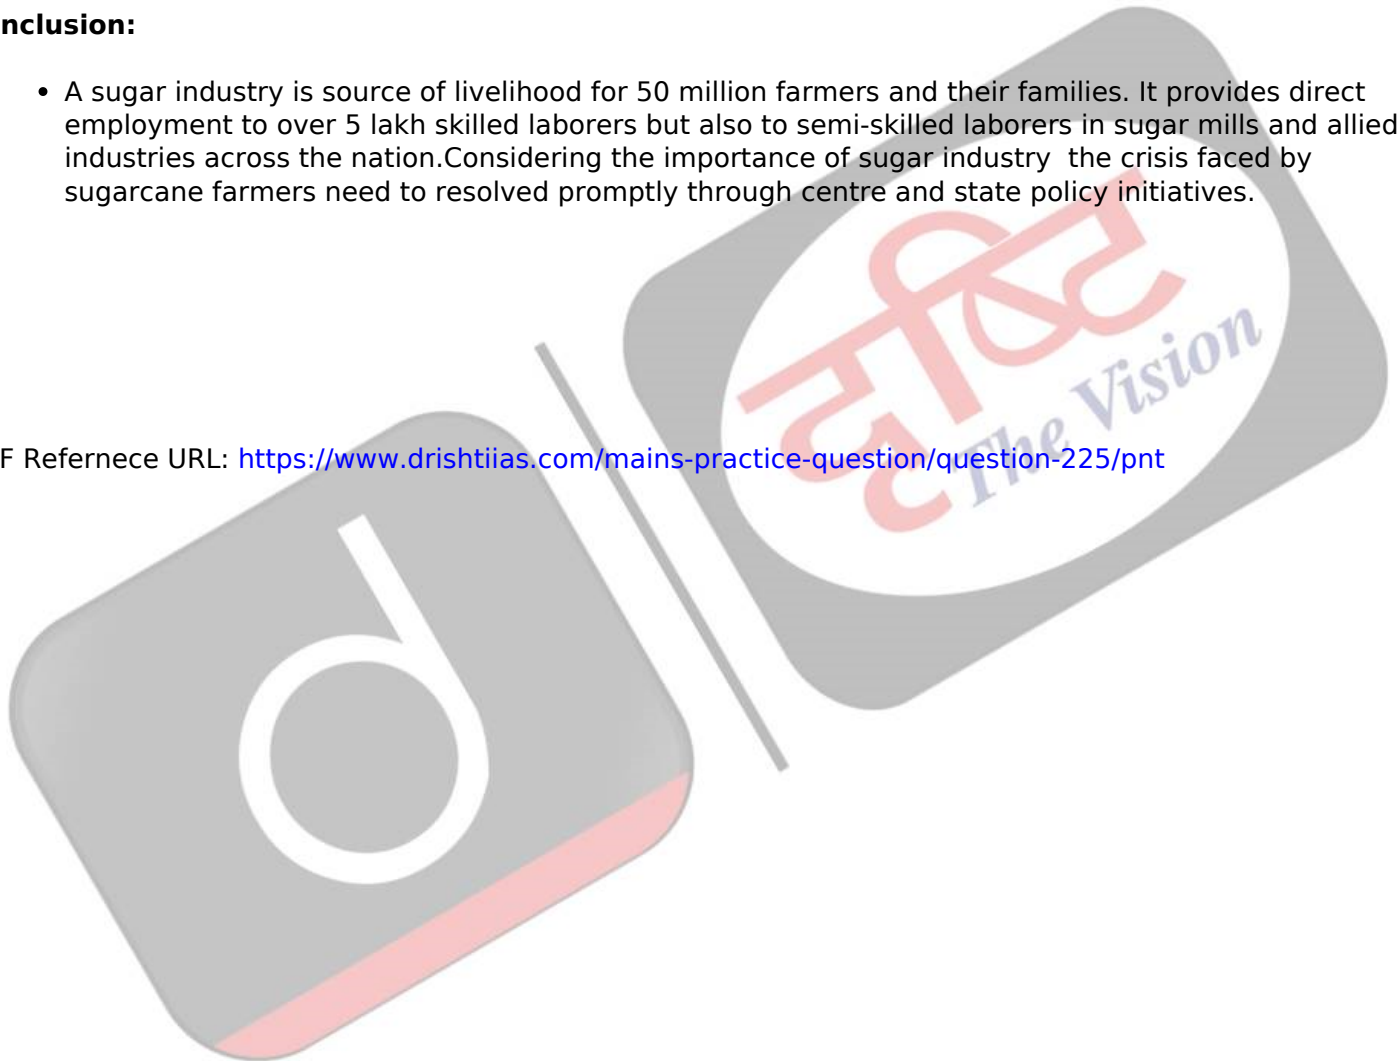 nclusion:
• A sugar industry is source of livelihood for 50 million farmers and their families. It provides direct
employment to over 5 lakh skilled laborers but also to semi-skilled laborers in sugar mills and allied
industries across the nation.Considering the importance of sugar industry  the crisis faced by
sugarcane farmers need to resolved promptly through centre and state policy initiatives.
दृष्टि
The Vision
F Refernece URL: https://www.drishtiias.com/mains-practice-question/question-225/pnt
d